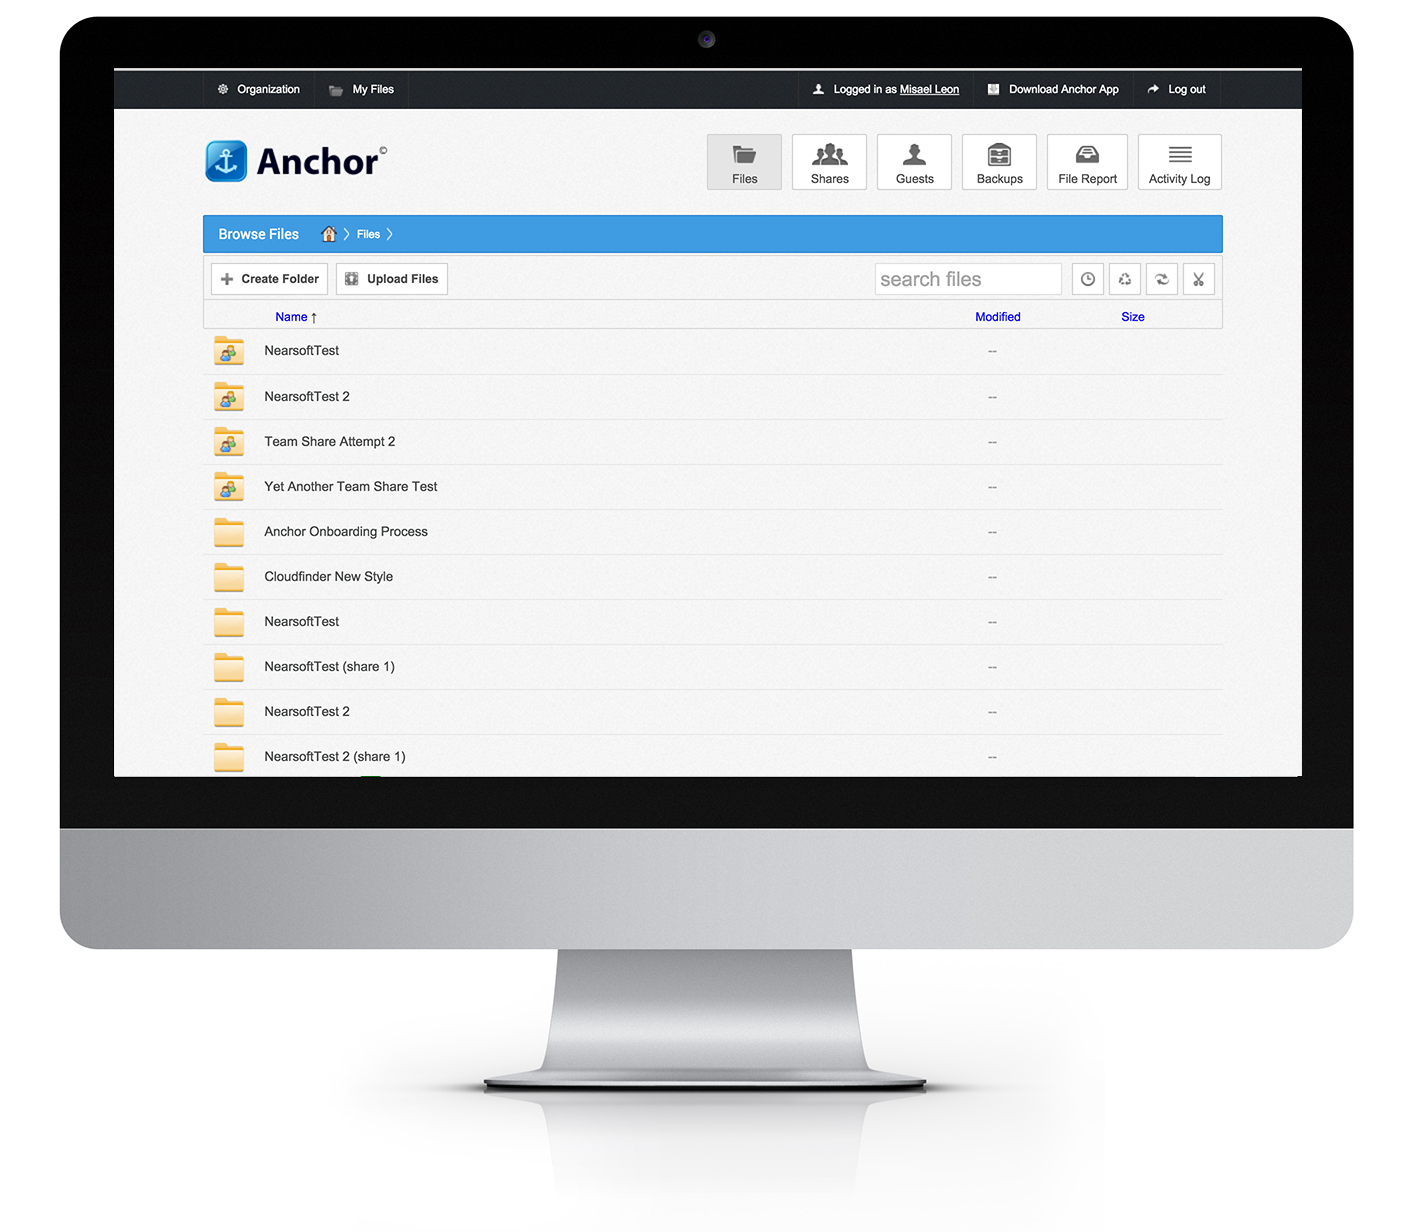 Organization My Files Logged in as Misael Leon Download Anchor App Log out
Anchor©
Files Shares Guests Backups File Report Activity Log
Browse Files Files
Create Folder Upload Files search files
Name ↑ Modified Size
NearsoftTest --
NearsoftTest 2 --
Team Share Attempt 2 --
Yet Another Team Share Test --
Anchor Onboarding Process --
Cloudfinder New Style --
NearsoftTest --
NearsoftTest (share 1) --
NearsoftTest 2 --
NearsoftTest 2 (share 1) --